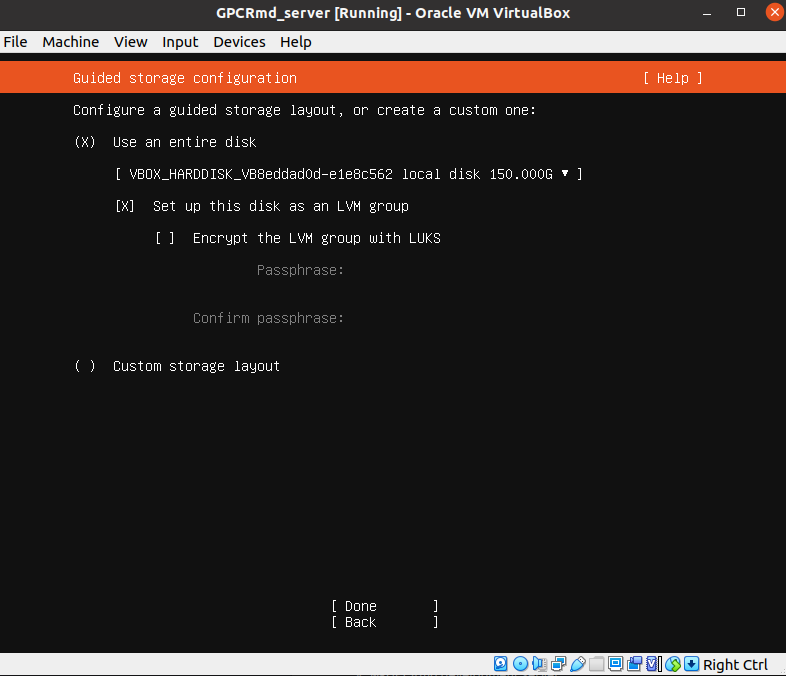 GPCRmd_server [Running] - Oracle VM VirtualBox
File Machine View Input Devices Help
Guided storage configuration [ Help ]
Configure a guided storage layout, or create a custom one:
(X) Use an entire disk
[ VBOX_HARDDISK_VB8eddad0d-e1e8c562 local disk 150.000G ▾ ]
[X] Set up this disk as an LVM group
[ ] Encrypt the LVM group with LUKS
Passphrase:
Confirm passphrase:
( ) Custom storage layout
[ Done ]
[ Back ]
Right Ctrl